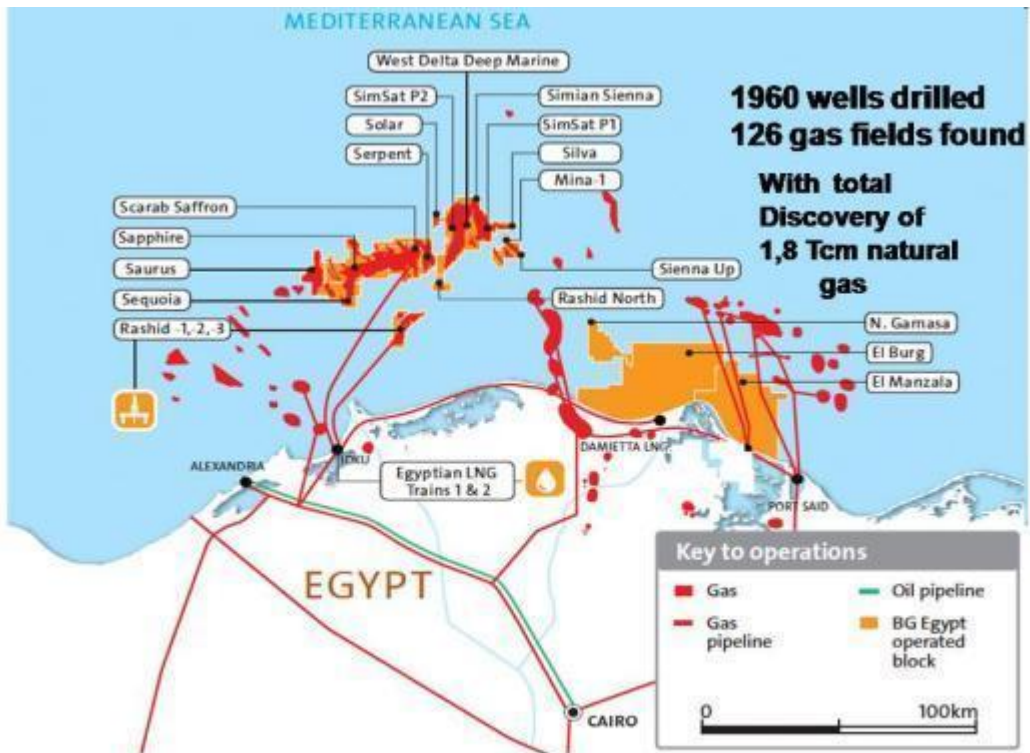 MEDITERRANEAN SEA
West Delta Deep Marine
SimSat P2
Simian Sienna
Solar
SimSat P1
Serpent
Silva
Mina-1
1960 wells drilled
126 gas fields found
With total
Discovery of
1,8 Tcm natural
gas
Scarab Saffron
Sapphire
Saurus
Sienna Up
Sequoia
Rashid North
Rashid -1,-2,-3
N. Gamasa
El Burg
El Manzala
ALEXANDRIA
IDKU
DAMIETTA LNG
Egyptian LNG
Trains 1 & 2
PORT SAID
EGYPT
CAIRO
Key to operations
Gas
Oil pipeline
Gas
pipeline
BG Egypt
operated
block
0
100km